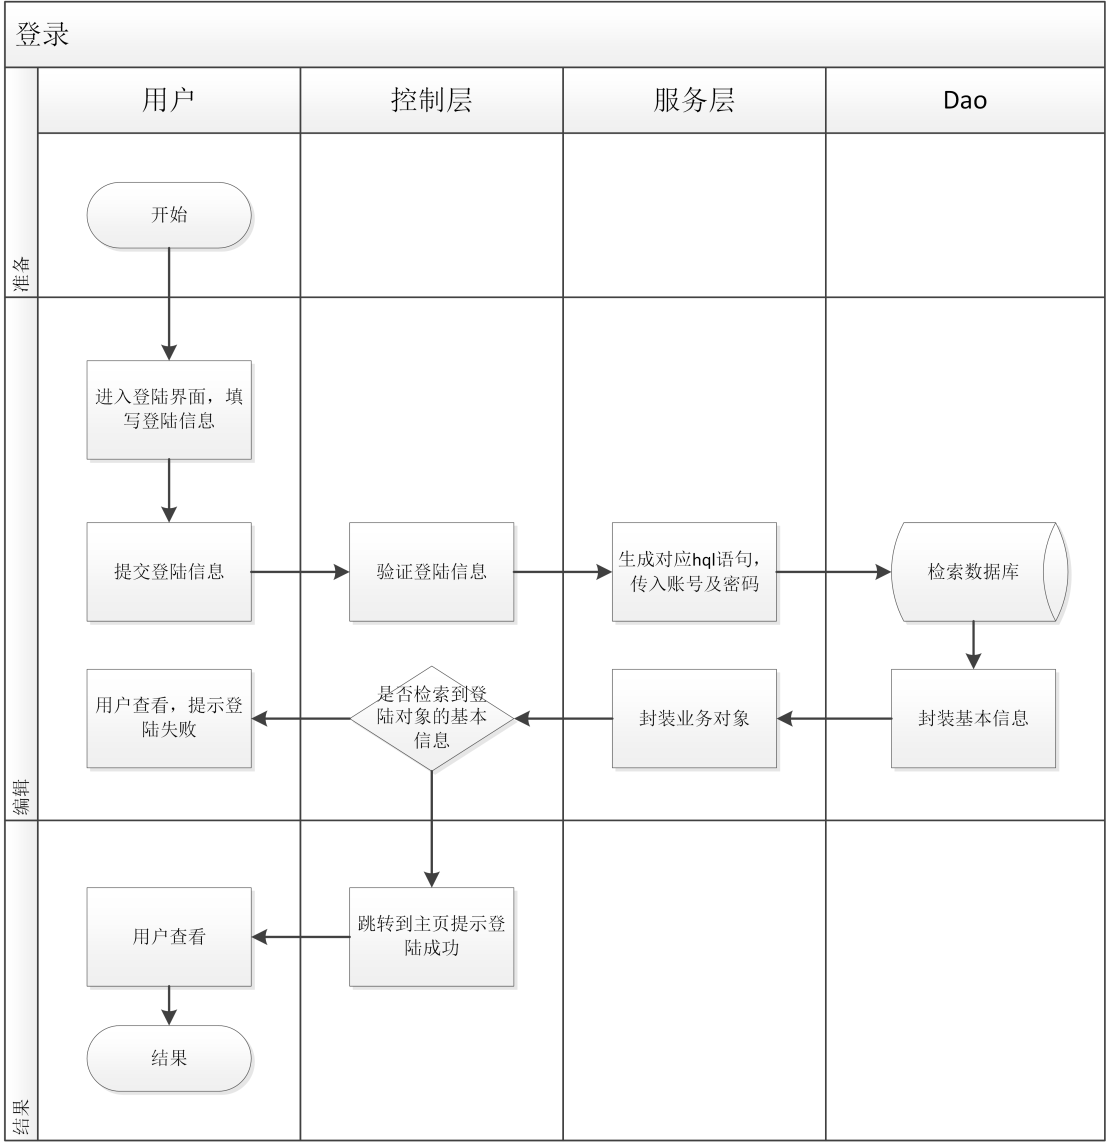 登录
用户
控制层
服务层
Dao
准备
开始
编辑
进入登陆界面，填
写登陆信息
提交登陆信息
验证登陆信息
生成对应hql语句，
传入账号及密码
检索数据库
用户查看，提示登
陆失败
是否检索到登
陆对象的基本
信息
封装业务对象
封装基本信息
结果
用户查看
跳转到主页提示登
陆成功
结果